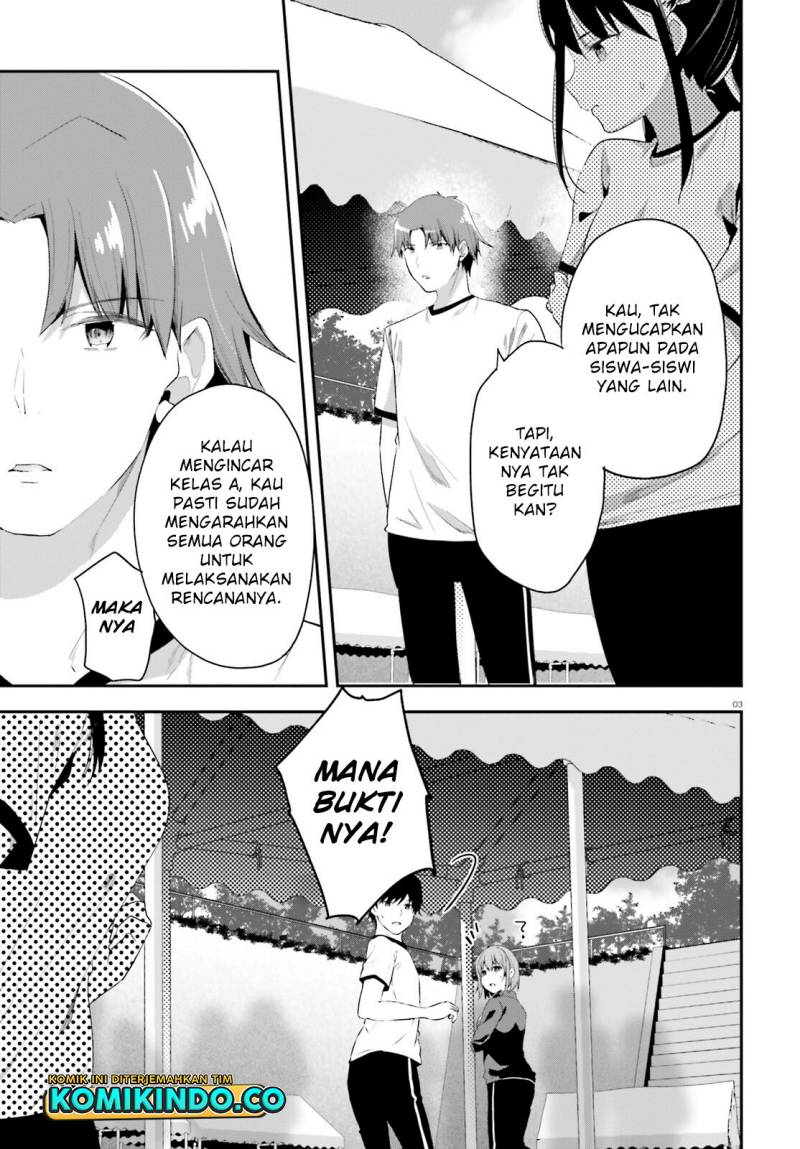 KAU, TAK
MENGUCAPKAN
APAPUN PADA
SISWA-SISWI
YANG LAIN.
TAPI,
KENYATAAN
NYA TAK
BEGITU
KAN?
KALAU
MENGINCAR
KELAS A, KAU
PASTI SUDAH
MENGARAHKAN
SEMUA ORANG
UNTUK
MELAKSANAKAN
RENCANANYA.
MAKA
NYA
03
MANA
BUKTI
NYA!
?
KOMIK INI DITERJEMAHKAN TIM
KOMIKINDO.CO